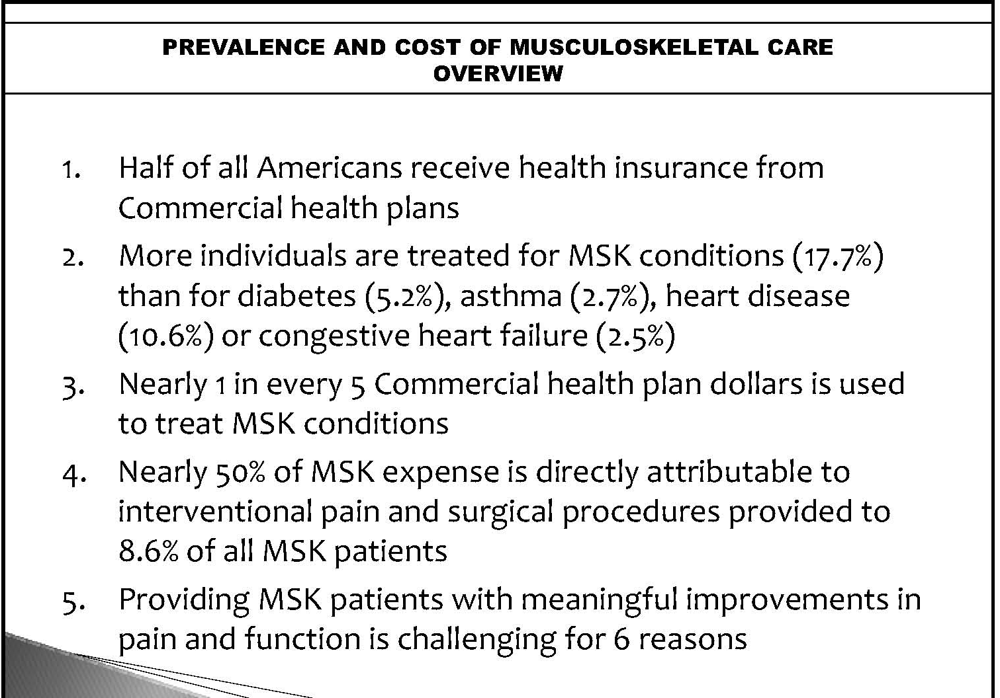 PREVALENCE AND COST OF MUSCULOSKELETAL CARE
OVERVIEW
1. Half of all Americans receive health insurance from
Commercial health plans
2. More individuals are treated for MSK conditions (17.7%)
than for diabetes (5.2%), asthma (2.7%), heart disease
(10.6%) or congestive heart failure (2.5%)
3. Nearly 1 in every 5 Commercial health plan dollars is used
to treat MSK conditions
4. Nearly 50% of MSK expense is directly attributable to
interventional pain and surgical procedures provided to
8.6% of all MSK patients
5. Providing MSK patients with meaningful improvements in
pain and function is challenging for 6 reasons